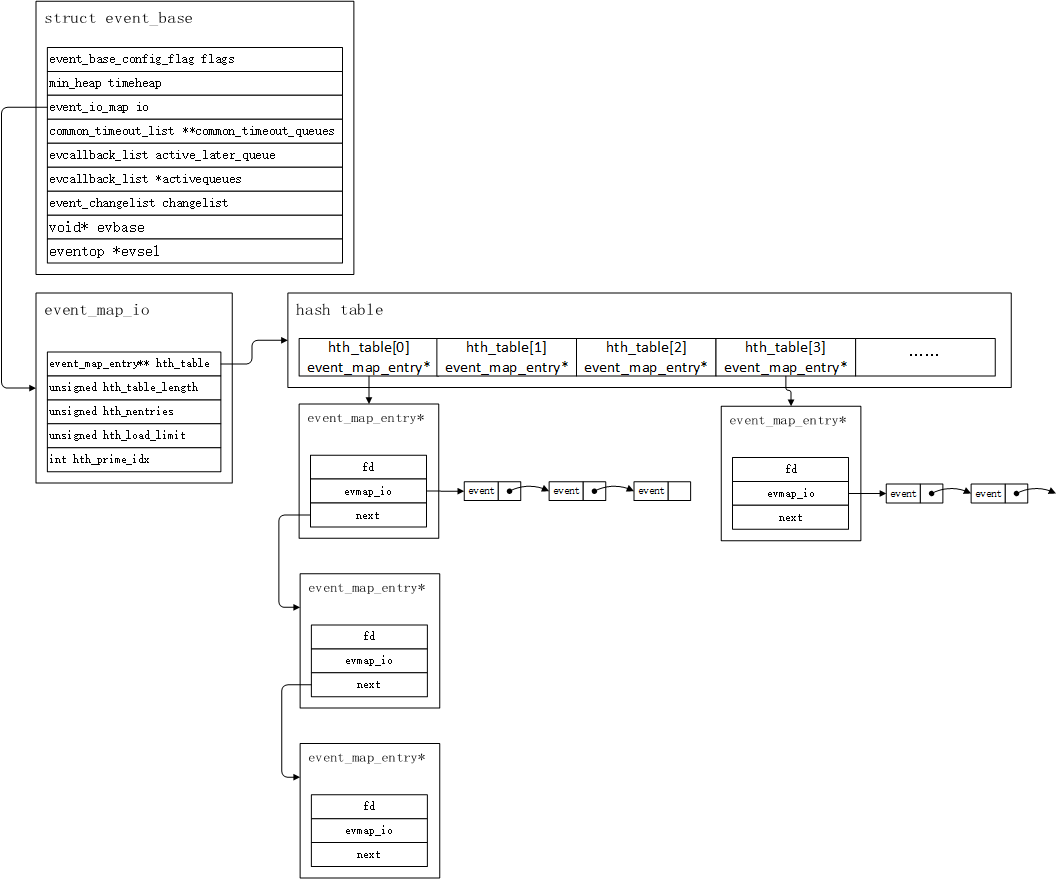 struct event_base
event_base_config_flag flags
min_heap timeheap
event_io_map io
common_timeout_list **common_timeout_queues
evcallback_list active_later_queue
evcallback_list *activequeues
event_changelist changelist
void* evbase
eventop *evsel
event_map_io
event_map_entry** hth_table
unsigned hth_table_length
unsigned hth_nentries
unsigned hth_load_limit
int hth_prime_idx
hash table
hth_table[0]
event_map_entry*
hth_table[1]
event_map_entry*
hth_table[2]
event_map_entry*
hth_table[3]
event_map_entry*
……
event_map_entry*
fd
evmap_io
next
event
event
event
event_map_entry*
fd
evmap_io
next
event
event
event_map_entry*
fd
evmap_io
next
event_map_entry*
fd
evmap_io
next